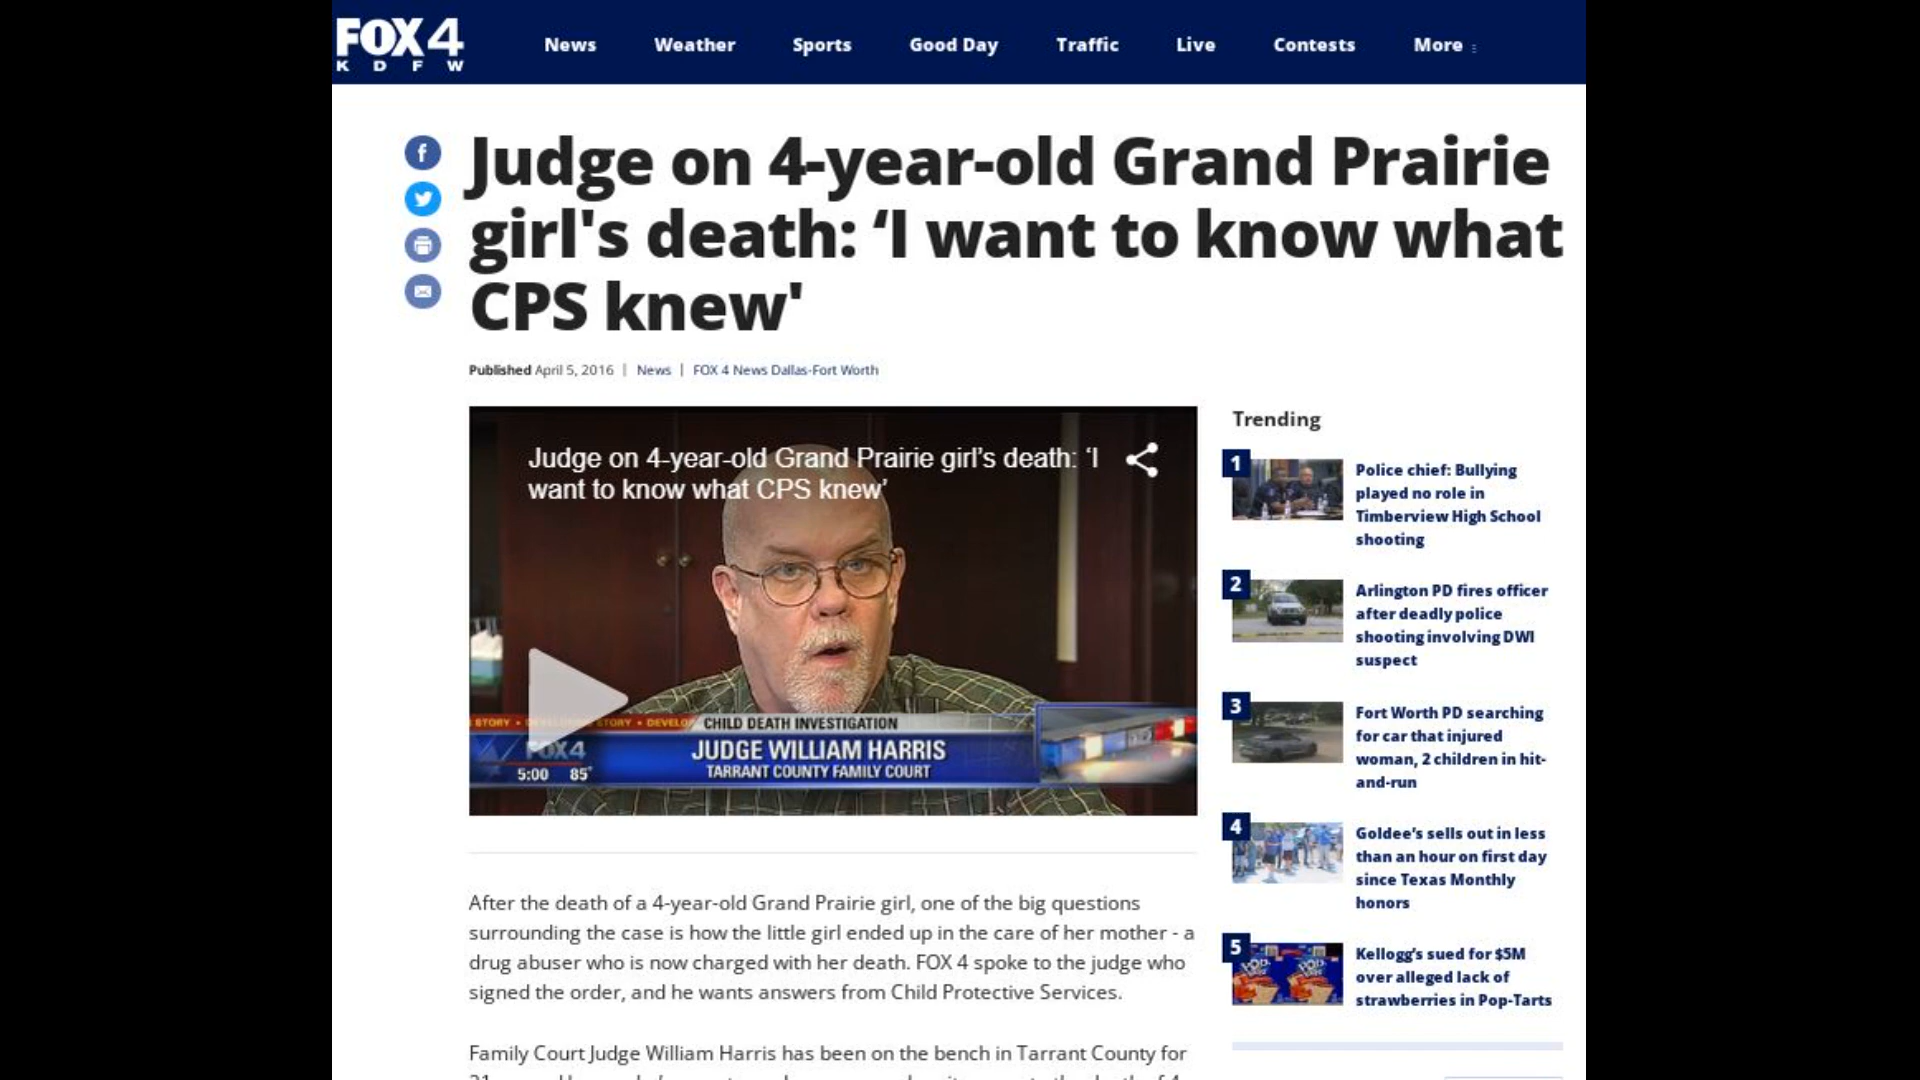 FOX 4
K D F W
News Weather Sports Good Day Traffic Live Contests More
Judge on 4-year-old Grand Prairie
girl's death: ‘I want to know what
CPS knew'
Published April 5, 2016 | News | FOX 4 News Dallas-Fort Worth
Judge on 4-year-old Grand Prairie girl’s death: ‘I
want to know what CPS knew’
STORY • STORY • DEVELO
CHILD DEATH INVESTIGATION
FOX 4
JUDGE WILLIAM HARRIS
5:00 85°
TARRANT COUNTY FAMILY COURT
After the death of a 4-year-old Grand Prairie girl, one of the big questions
surrounding the case is how the little girl ended up in the care of her mother - a
drug abuser who is now charged with her death. FOX 4 spoke to the judge who
signed the order, and he wants answers from Child Protective Services.
Family Court Judge William Harris has been on the bench in Tarrant County for
Trending
1
Police chief: Bullying
played no role in
Timberview High School
shooting
2
Arlington PD fires officer
after deadly police
shooting involving DWI
suspect
3
Fort Worth PD searching
for car that injured
woman, 2 children in hit-
and-run
4
Goldee’s sells out in less
than an hour on first day
since Texas Monthly
honors
5
Kellogg’s sued for $5M
over alleged lack of
strawberries in Pop-Tarts